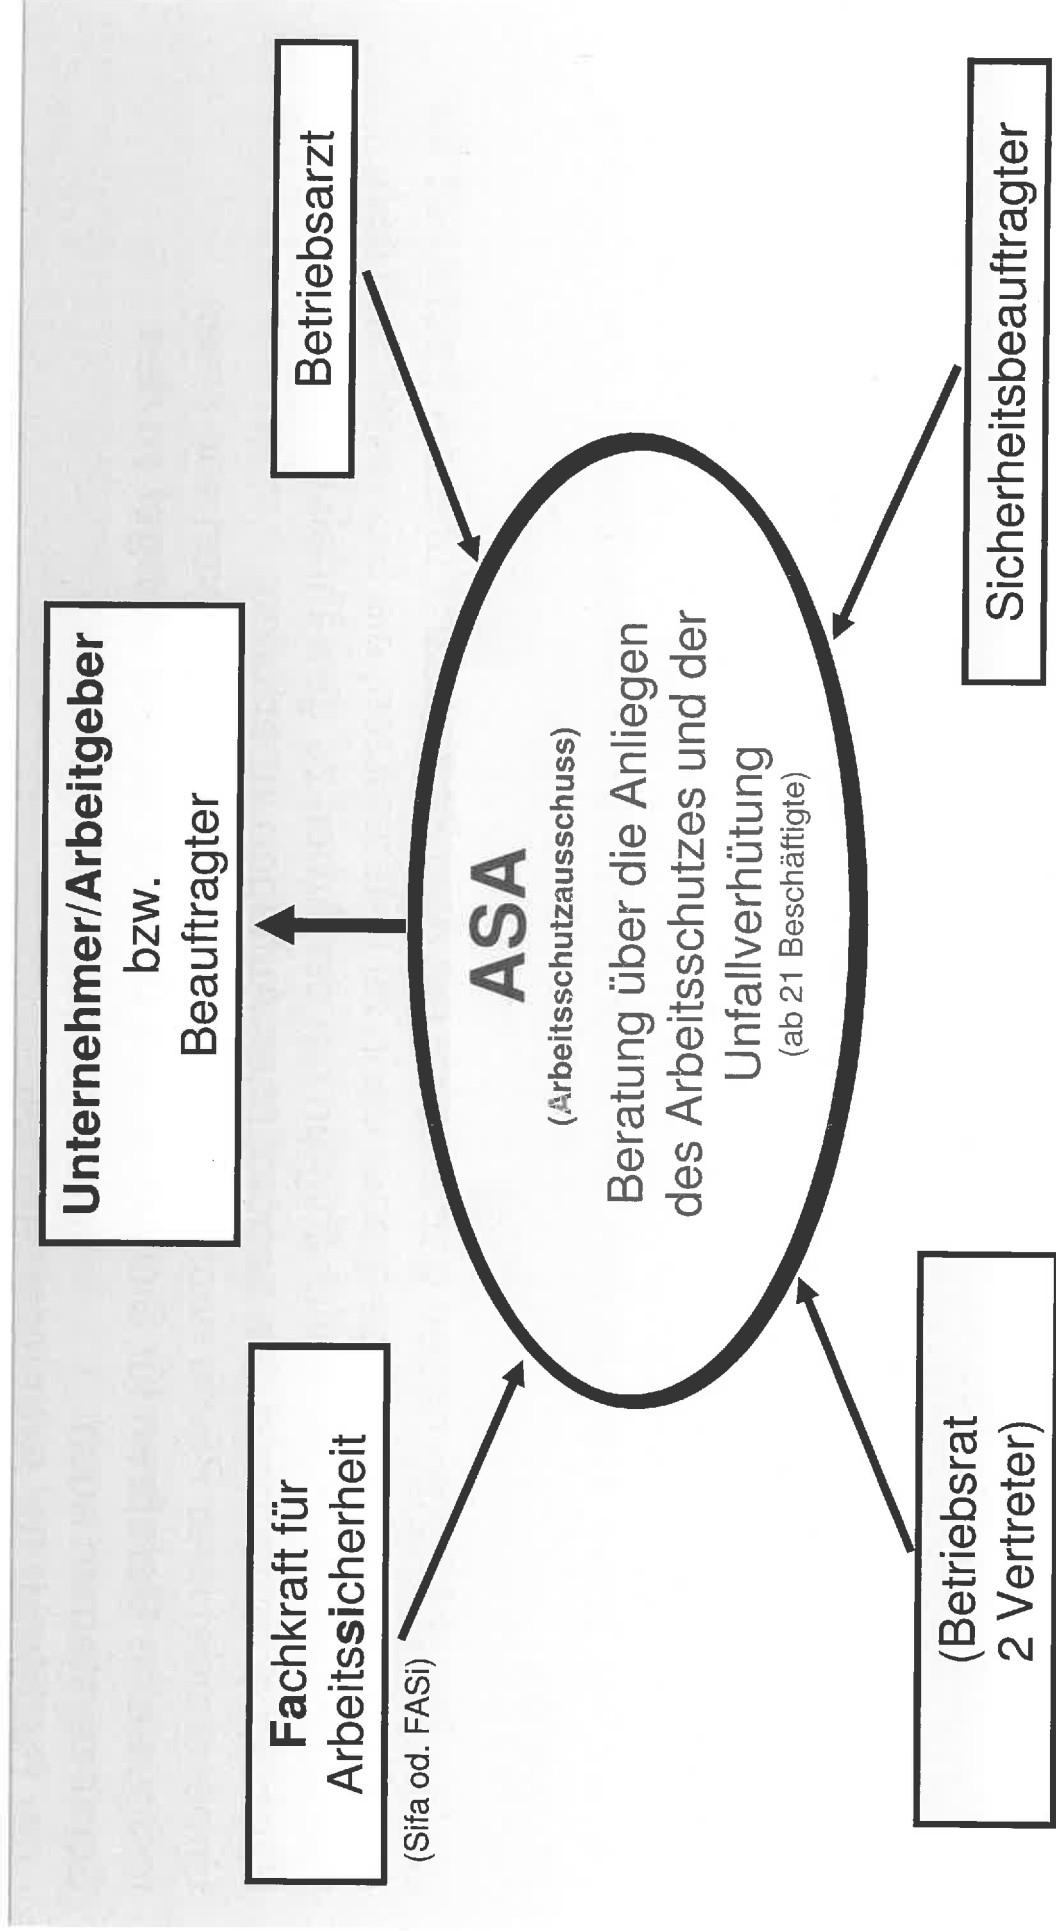 Unternehmer/Arbeitgeber
bzw.
Beauftragter
Fachkraft für
Arbeitssicherheit
(Sifa od. FASi)
Betriebsarzt
ASA
(Arbeitsschutzausschuss)
Beratung über die Anliegen
des Arbeitsschutzes und der
Unfallverhütung
(ab 21 Beschäftigte)
(Betriebsrat
2 Vertreter)
Sicherheitsbeauftragter